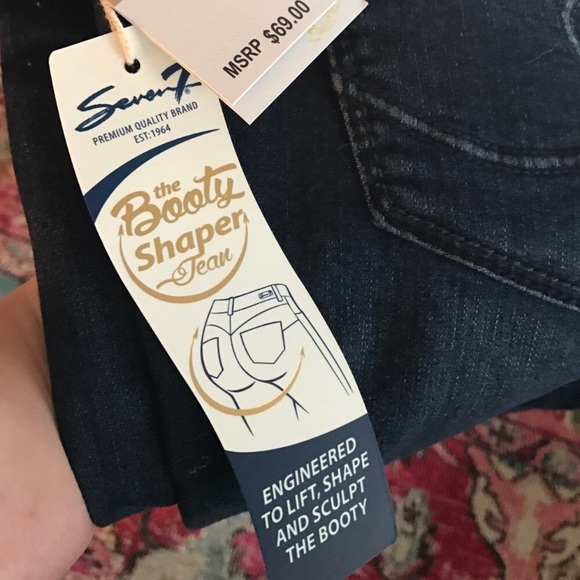 MSRP $69.00
Seven7®
PREMIUM QUALITY BRAND
EST:1964
the
Booty
Shaper
Jean
ENGINEERED
TO LIFT, SHAPE
AND SCULPT
THE BOOTY